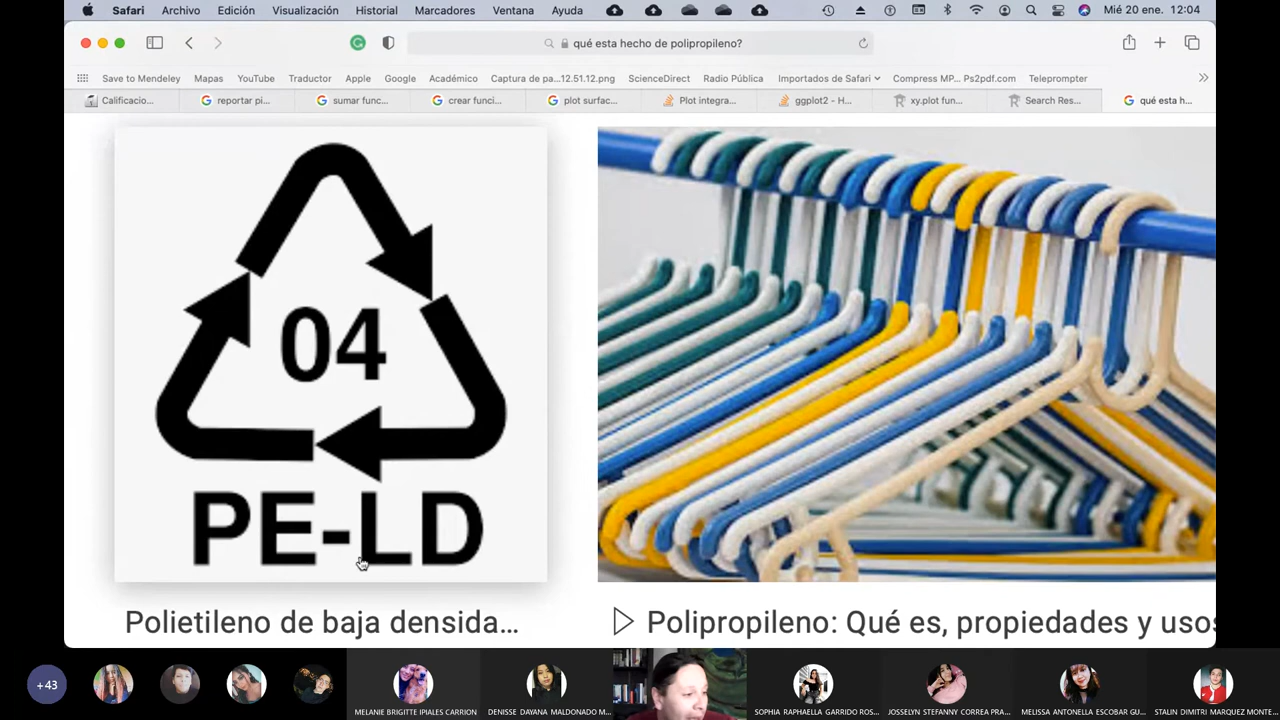 Safari Archivo Edición Visualización Historial Marcadores Ventana Ayuda Mié 20 ene. 12:04
qué esta hecho de polipropileno?
Save to Mendeley Mapas YouTube Traductor Apple Google Académico Captura de pa...12.51.12.png ScienceDirect Radio Pública Importados de Safari Compress MP... Ps2pdf.com Teleprompter
Calificacio... reportar pi... sumar func... crear funci... plot surfac... Plot integra... ggplot2 - H... xy.plot fun... Search Res... qué esta h...
04
PE-LD
Polietileno de baja densida... Polipropileno: Qué es, propiedades y usos
+43
MELANIE BRIGITTE IPIALES CARRION DENISSE DAYANA MALDONADO M... SOPHIA RAPHAELLA GARRIDO ROS... JOSSELYN STEFANNY CORREA PRA... MELISSA ANTONELLA ESCOBAR GU... STALIN DIMITRI MARQUEZ MONTE...